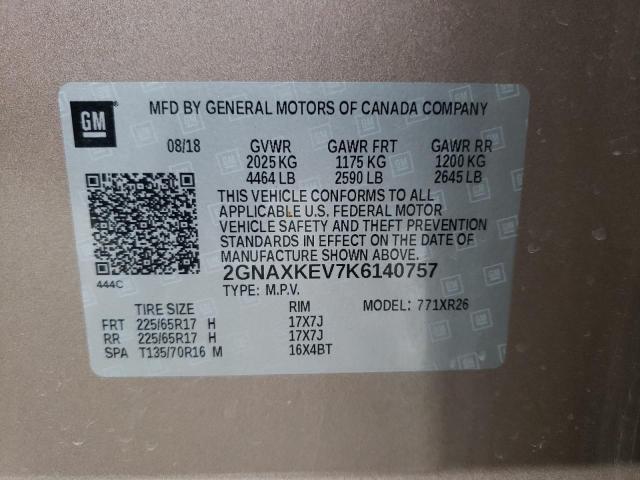 GM
MFD BY GENERAL MOTORS OF CANADA COMPANY
08/18 GVWR GAWR FRT GAWR RR
2025 KG 1175 KG 1200 KG
4464 LB 2590 LB 2645 LB
THIS VEHICLE CONFORMS TO ALL
APPLICABLE U.S. FEDERAL MOTOR
VEHICLE SAFETY AND THEFT PREVENTION
STANDARDS IN EFFECT ON THE DATE OF
MANUFACTURE SHOWN ABOVE.
2GNAXKEV7K6140757
444C
TYPE: M.P.V.
TIRE SIZE RIM MODEL: 771XR26
FRT 225/65R17 H 17X7J
RR 225/65R17 H 17X7J
SPA T135/70R16 M 16X4BT